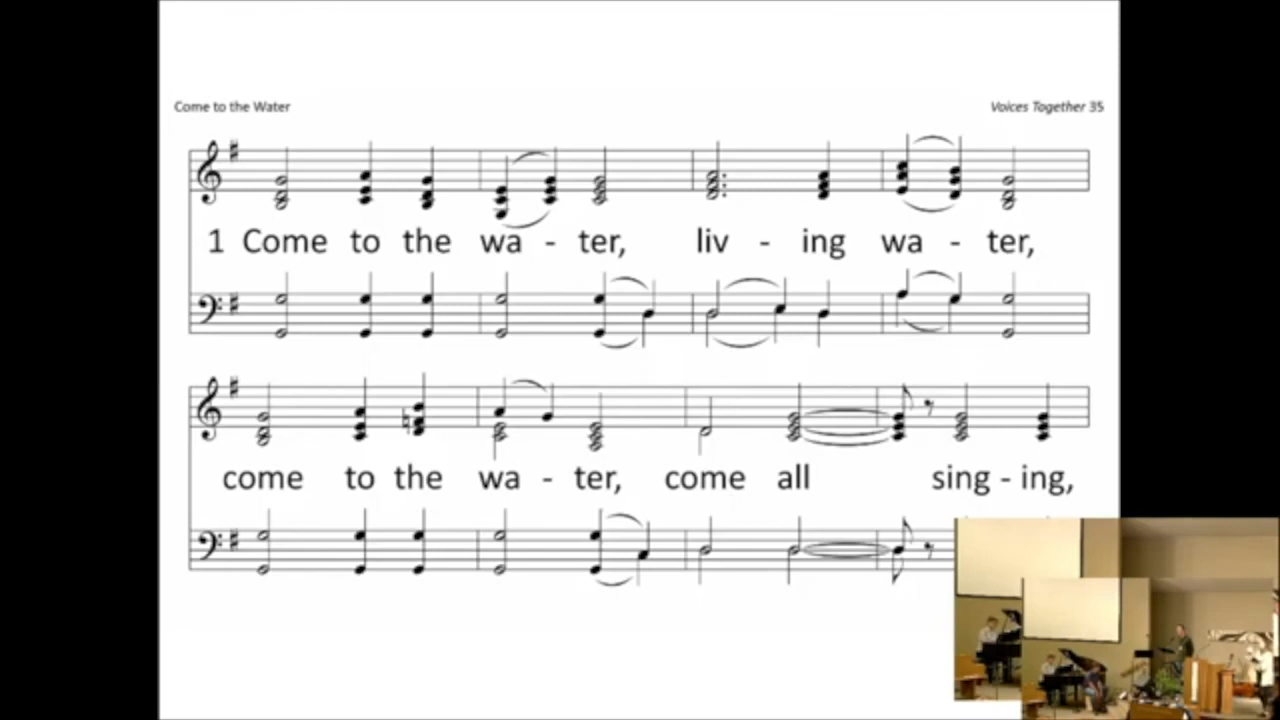 Come to the Water
Voices Together 35
1 Come to the wa - ter, liv - ing wa - ter,
come to the wa - ter, come all sing - ing,